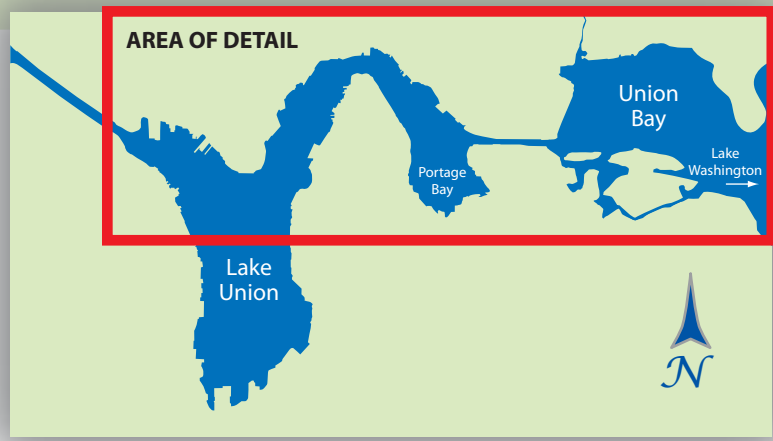 AREA OF DETAIL
Union
Bay
Lake
Washington
Portage
Bay
Lake
Union
N